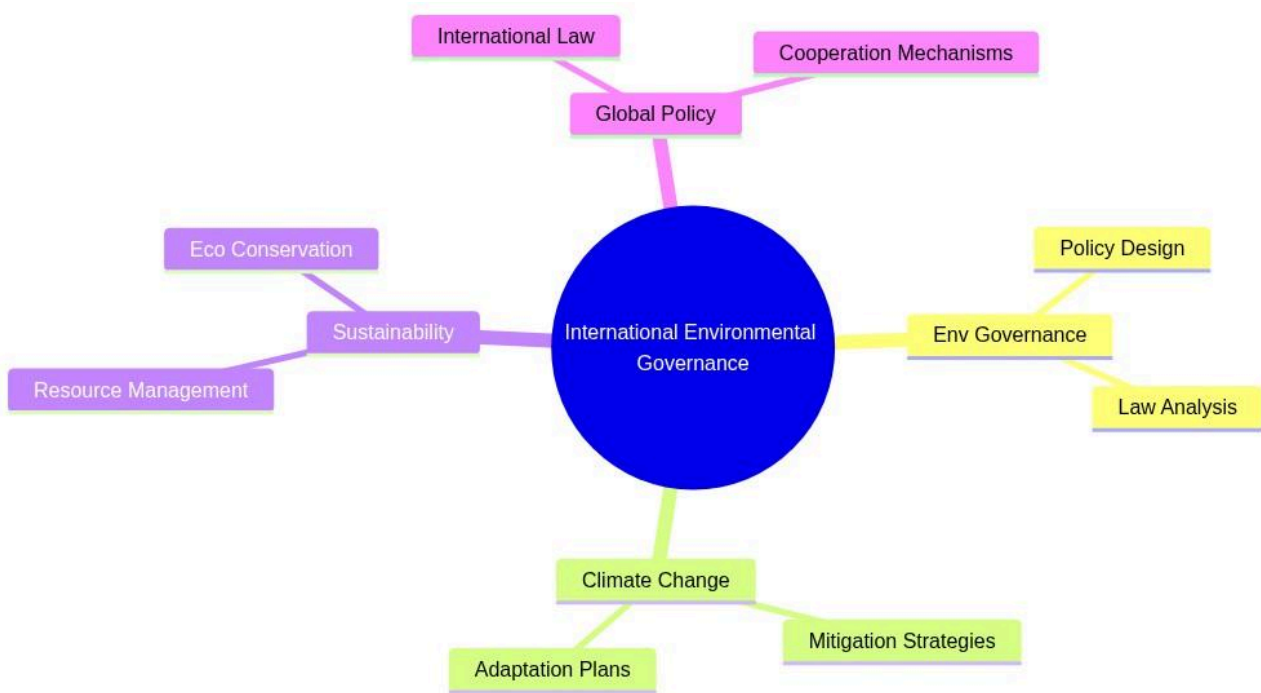 International Law
Cooperation Mechanisms
Global Policy
Eco Conservation
Policy Design
Sustainability
International Environmental
Governance
Env Governance
Resource Management
Law Analysis
Climate Change
Mitigation Strategies
Adaptation Plans